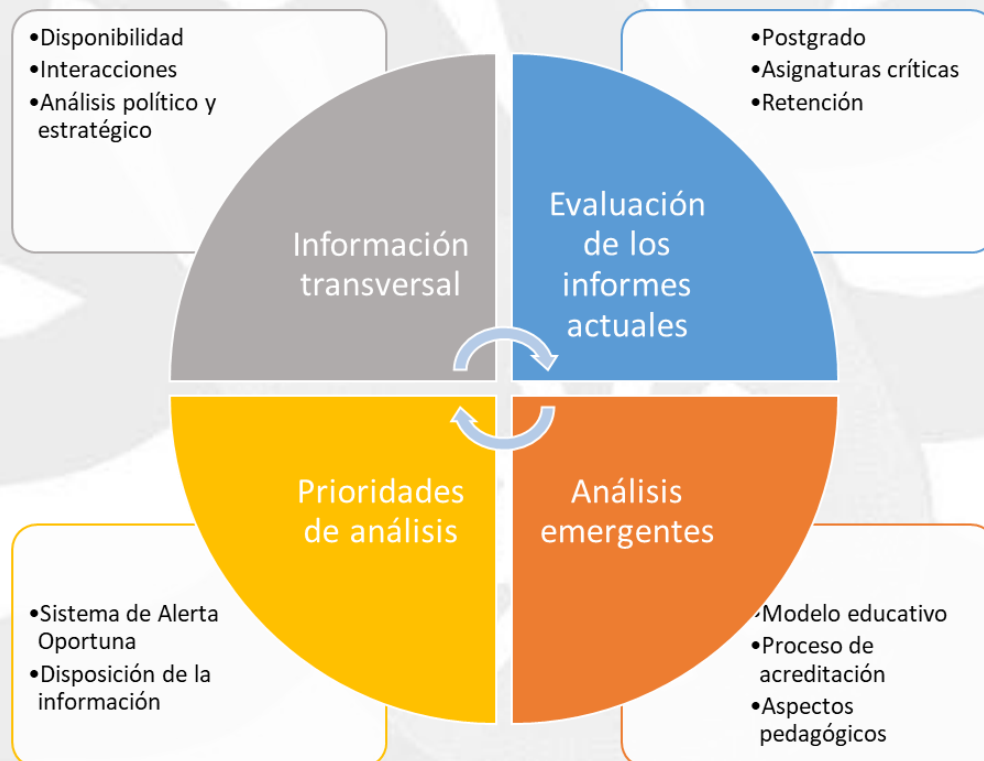 •Disponibilidad
•Interacciones
•Análisis político y
estratégico
•Postgrado
•Asignaturas críticas
•Retención
Información
transversal
Evaluación
de los
informes
actuales
Prioridades
de análisis
Análisis
emergentes
•Sistema de Alerta
Oportuna
•Disposición de la
información
•Modelo educativo
•Proceso de
acreditación
•Aspectos
pedagógicos